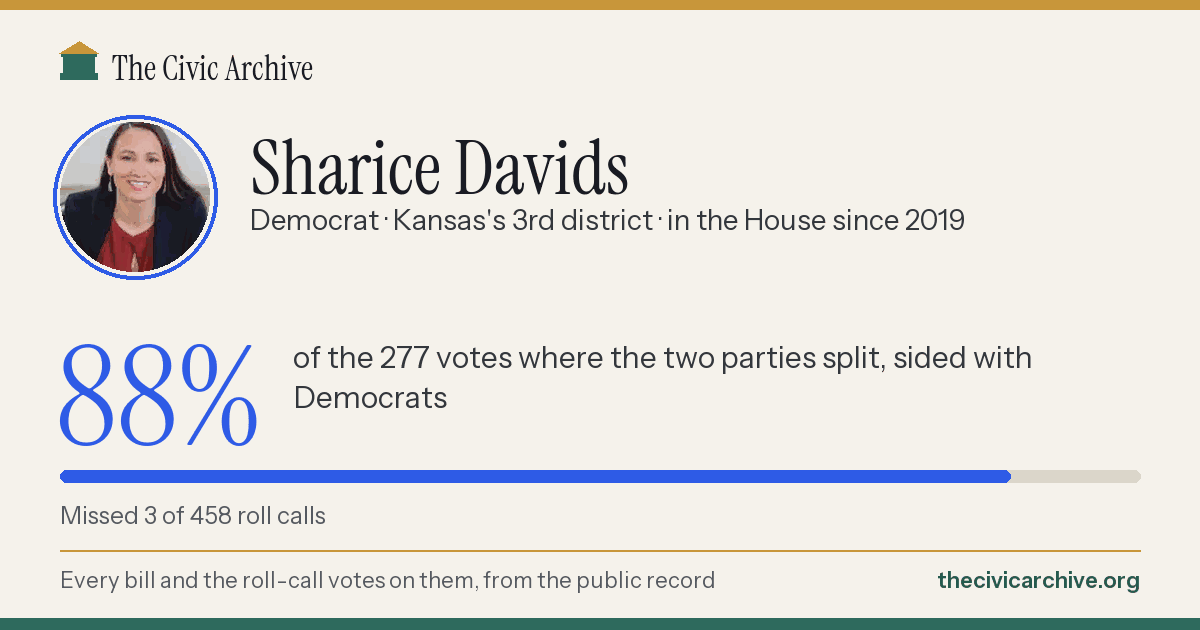 The Civic Archive
Sharice Davids
Democrat · Kansas's 3rd district · in the House since 2019
88%
of the 277 votes where the two parties split, sided with
Democrats
Missed 3 of 458 roll calls
Every bill and the roll-call votes on them, from the public record
thecivicarchive.org